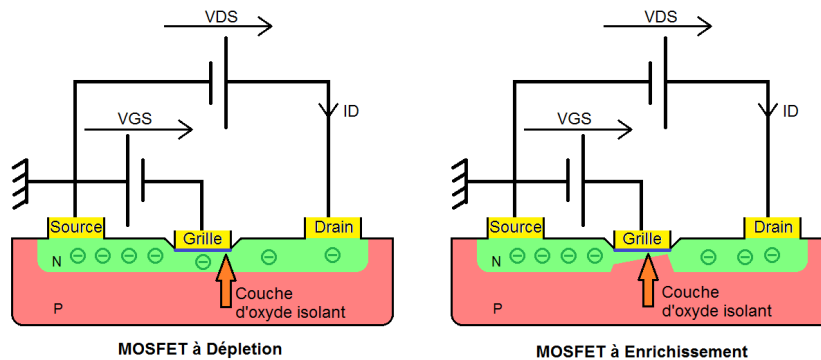 VDS
ID
VGS
Source
Grille
Drain
N
Couche
d'oxyde isolant
P
MOSFET à Dépletion
VDS
ID
VGS
Source
Grille
Drain
N
Couche
d'oxyde isolant
P
MOSFET à Enrichissement